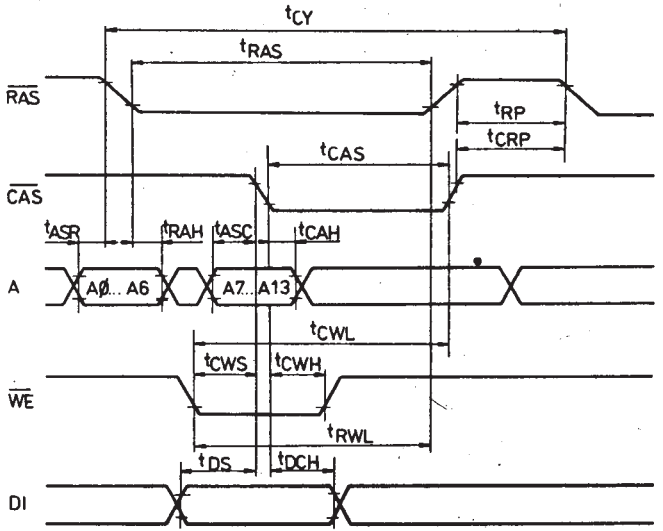 tCY
tRAS
RAS
tRP
tCRP
tCAS
CAS
tASR tRAH tASC tCAH
A AØ... A6 A7... A13
tCWL
tCWS tCWH
WE
tRWL
tDS tDCH
DI